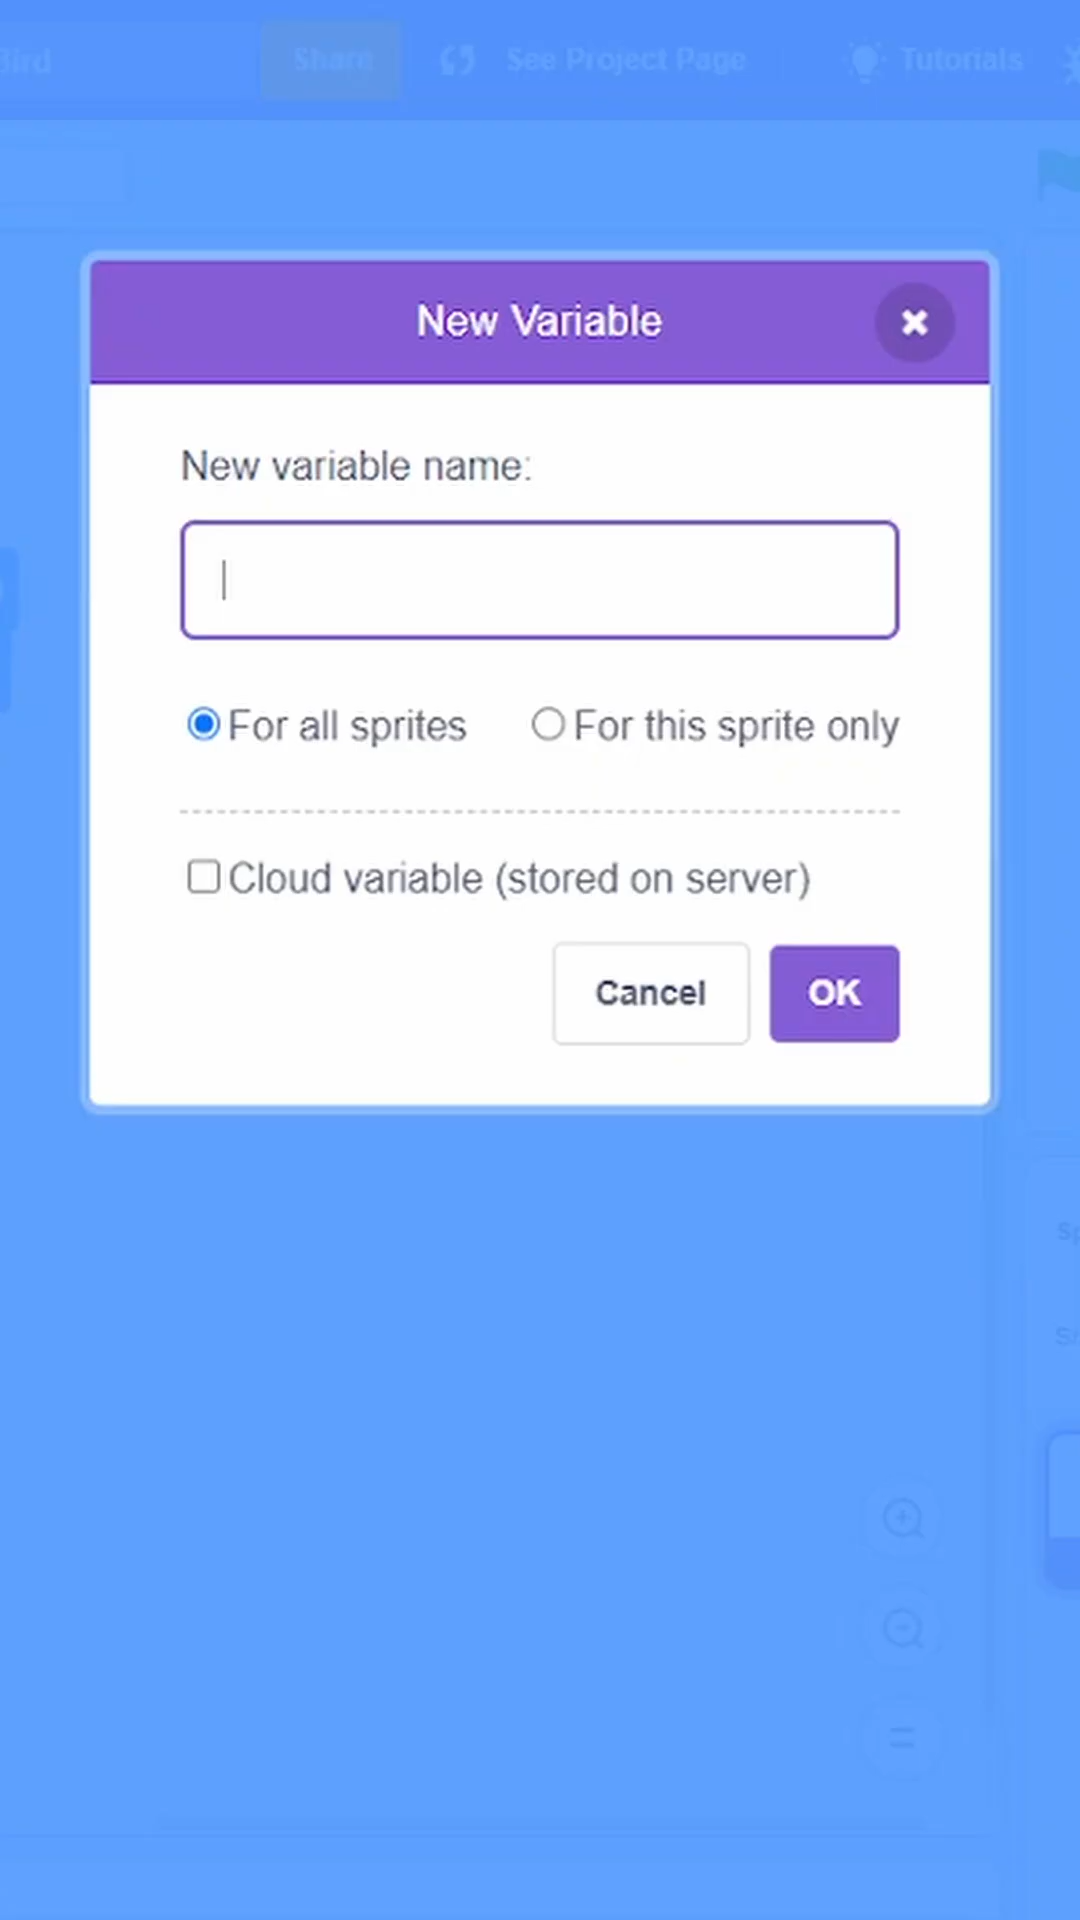 Bird Share See Project Page Tutorials
New Variable
New variable name:
For all sprites For this sprite only
Cloud variable (stored on server)
Cancel OK